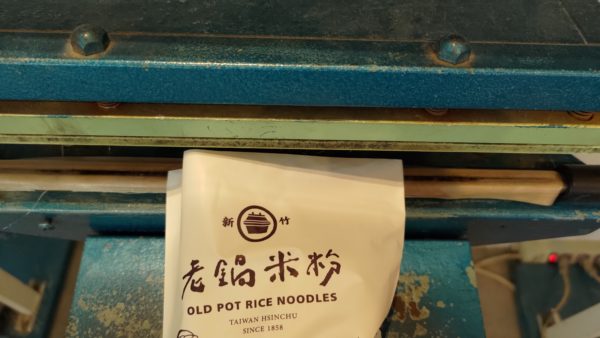 新 竹
老鍋米粉
OLD POT RICE NOODLES
TAIWAN HSINCHU
SINCE 1858